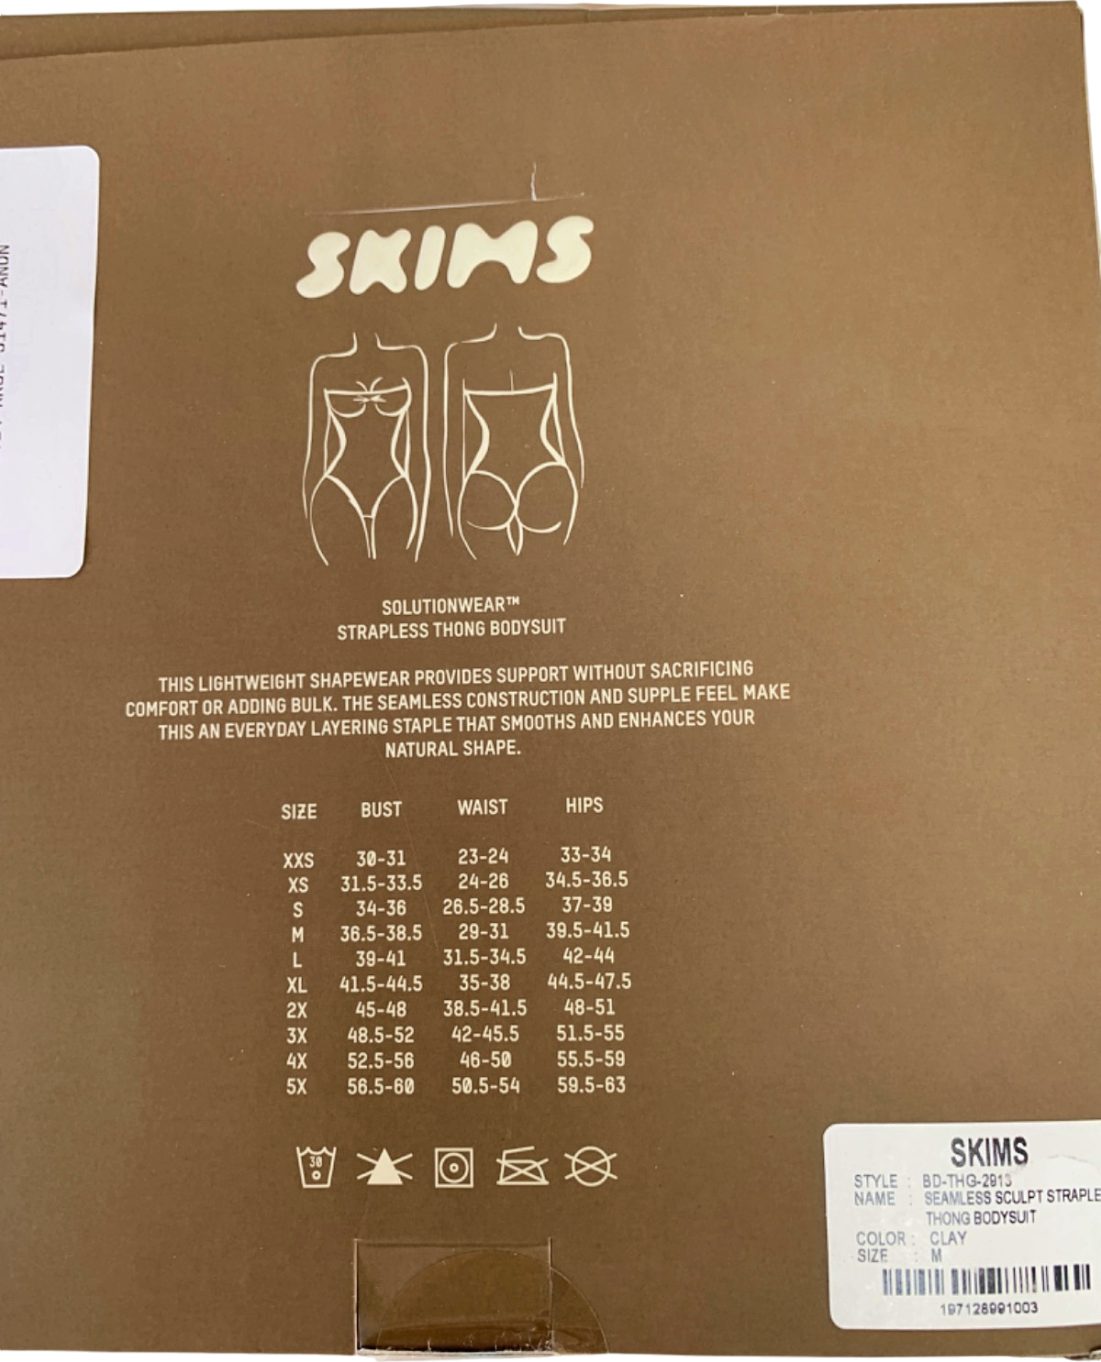 SKIMS
SOLUTIONWEAR™
STRAPLESS THONG BODYSUIT
THIS LIGHTWEIGHT SHAPEWEAR PROVIDES SUPPORT WITHOUT SACRIFICING
COMFORT OR ADDING BULK. THE SEAMLESS CONSTRUCTION AND SUPPLE FEEL MAKE
THIS AN EVERYDAY LAYERING STAPLE THAT SMOOTHS AND ENHANCES YOUR
NATURAL SHAPE.
SIZE BUST WAIST HIPS
XXS 30-31 23-24 33-34
XS 31.5-33.5 24-26 34.5-36.5
S 34-36 26.5-28.5 37-39
M 36.5-38.5 29-31 39.5-41.5
L 39-41 31.5-34.5 42-44
XL 41.5-44.5 35-38 44.5-47.5
2X 45-48 38.5-41.5 48-51
3X 48.5-52 42-45.5 51.5-55
4X 52.5-56 46-50 55.5-59
5X 56.5-60 50.5-54 59.5-63
30
SKIMS
STYLE : BD-THG-2913
NAME : SEAMLESS SCULPT STRAPLE
THONG BODYSUIT
COLOR : CLAY
SIZE : M
197128991003